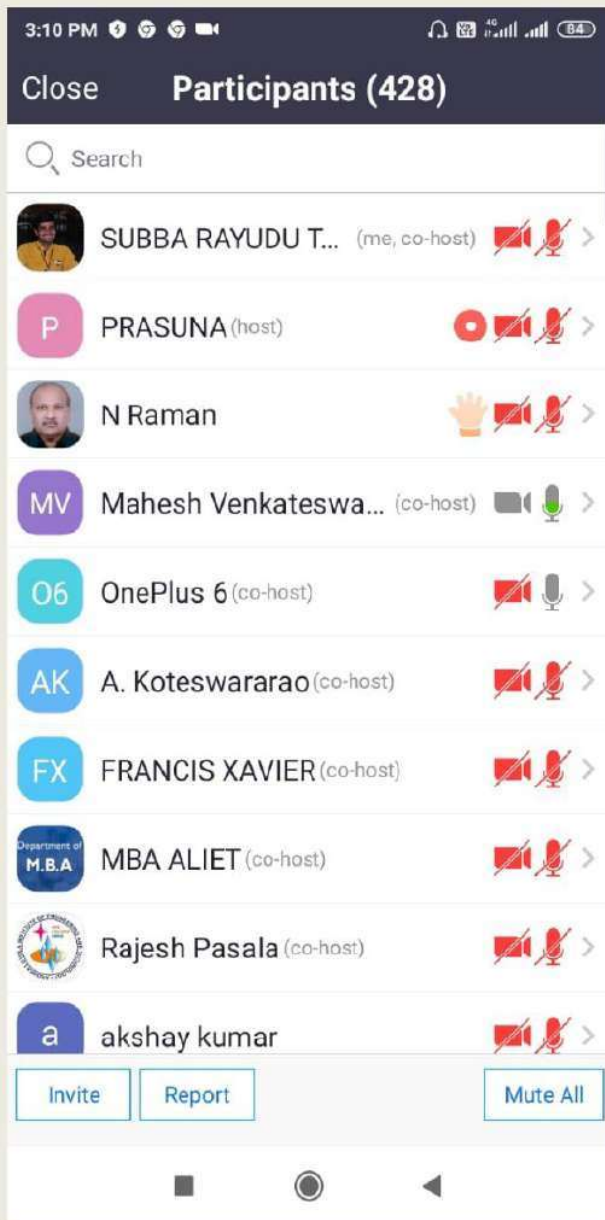 3:10 PM 84
Close Participants (428)
Search
SUBBA RAYUDU T... (me, co-host)
P PRASUNA (host)
N Raman
MV Mahesh Venkateswa... (co-host)
O6 OnePlus 6 (co-host)
AK A. Koteswararao (co-host)
FX FRANCIS XAVIER (co-host)
Department of
M.B.A MBA ALIET (co-host)
Rajesh Pasala (co-host)
a akshay kumar
Invite Report Mute All